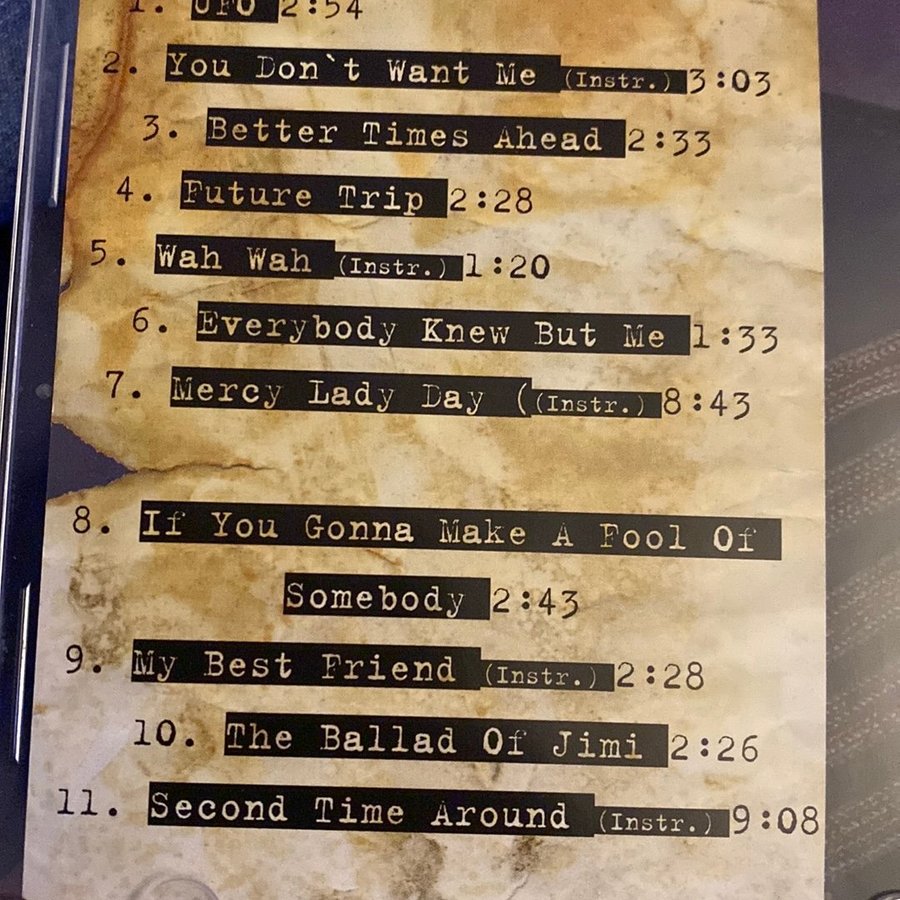 1. UFO 2:54
2. You Don`t Want Me (Instr.) 3:03
3. Better Times Ahead 2:33
4. Future Trip 2:28
5. Wah Wah (Instr.) 1:20
6. Everybody Knew But Me 1:33
7. Mercy Lady Day ((Instr.) 8:43
8. If You Gonna Make A Fool Of
Somebody 2:43
9. My Best Friend (Instr.) 2:28
10. The Ballad Of Jimi 2:26
11. Second Time Around (Instr.) 9:08